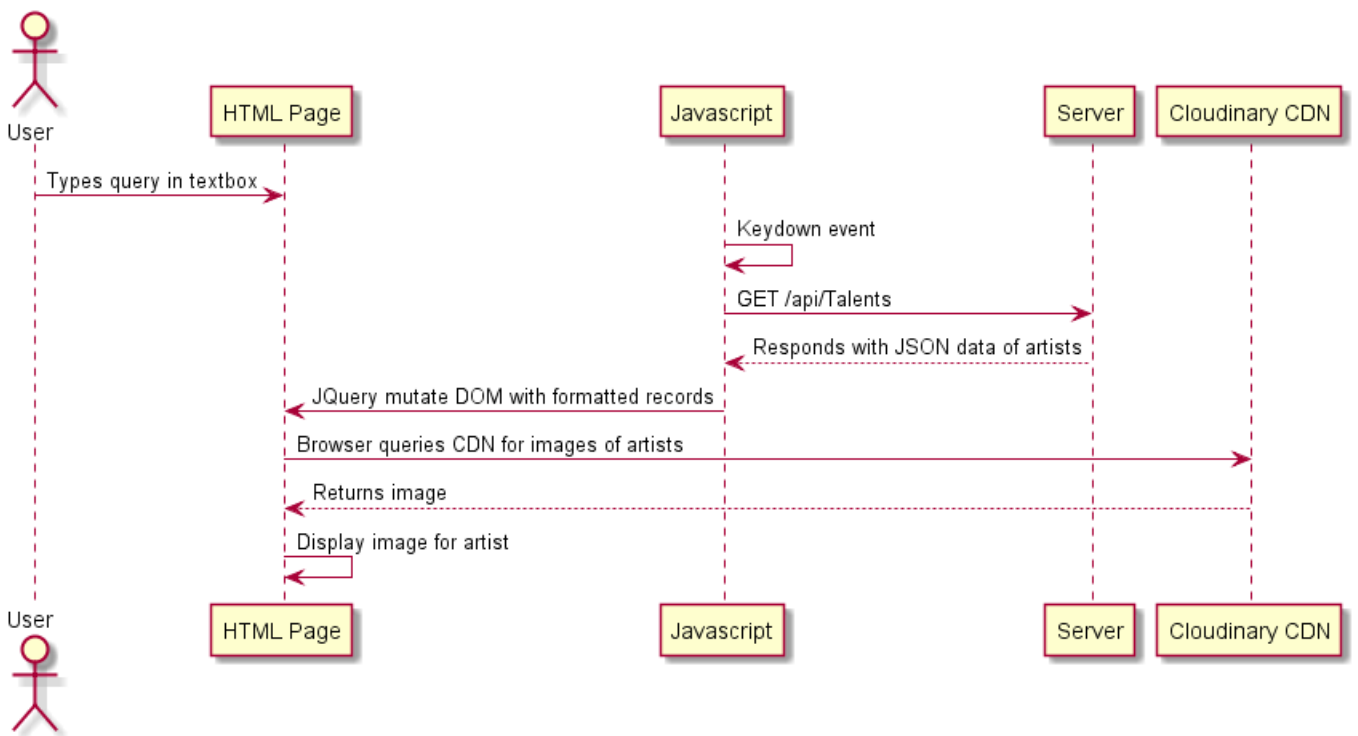 User
HTML Page
Javascript
Server
Cloudinary CDN
Types query in textbox
Keydown event
GET /api/Talents
Responds with JSON data of artists
JQuery mutate DOM with formatted records
Browser queries CDN for images of artists
Returns image
Display image for artist
User
HTML Page
Javascript
Server
Cloudinary CDN